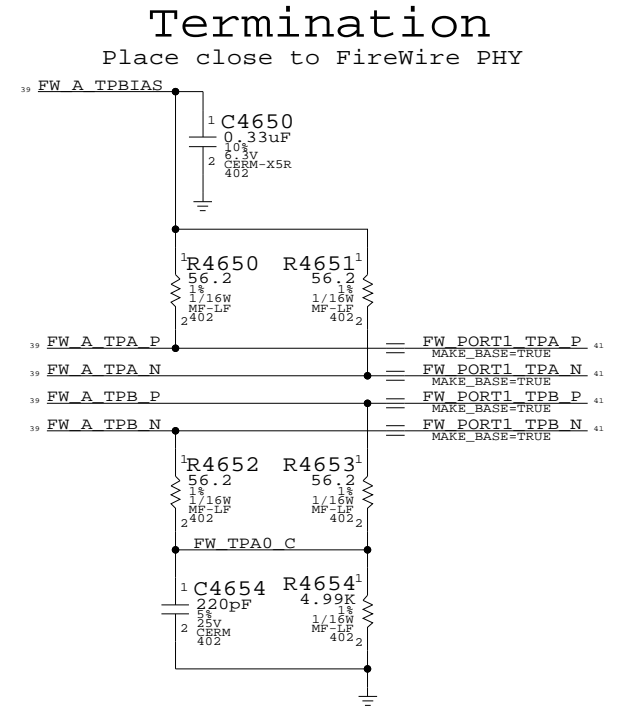 Termination
Place close to FireWire PHY
39 FW_A_TPBIAS
1 C4650
0.33uF
10%
6.3V
2 CERM-X5R
402
1 R4650 R4651 1
56.2 56.2
1% 1%
1/16W 1/16W
MF-LF MF-LF
2 402 402 2
39 FW_A_TPA_P FW_PORT1_TPA_P 41
MAKE_BASE=TRUE
39 FW_A_TPA_N FW_PORT1_TPA_N 41
MAKE_BASE=TRUE
39 FW_A_TPB_P FW_PORT1_TPB_P 41
MAKE_BASE=TRUE
39 FW_A_TPB_N FW_PORT1_TPB_N 41
MAKE_BASE=TRUE
1 R4652 R4653 1
56.2 56.2
1% 1%
1/16W 1/16W
MF-LF MF-LF
2 402 402 2
FW_TPA0_C
1 C4654 R4654 1
220pF 4.99K
5% 1%
25V 1/16W
2 CERM MF-LF
402 402 2